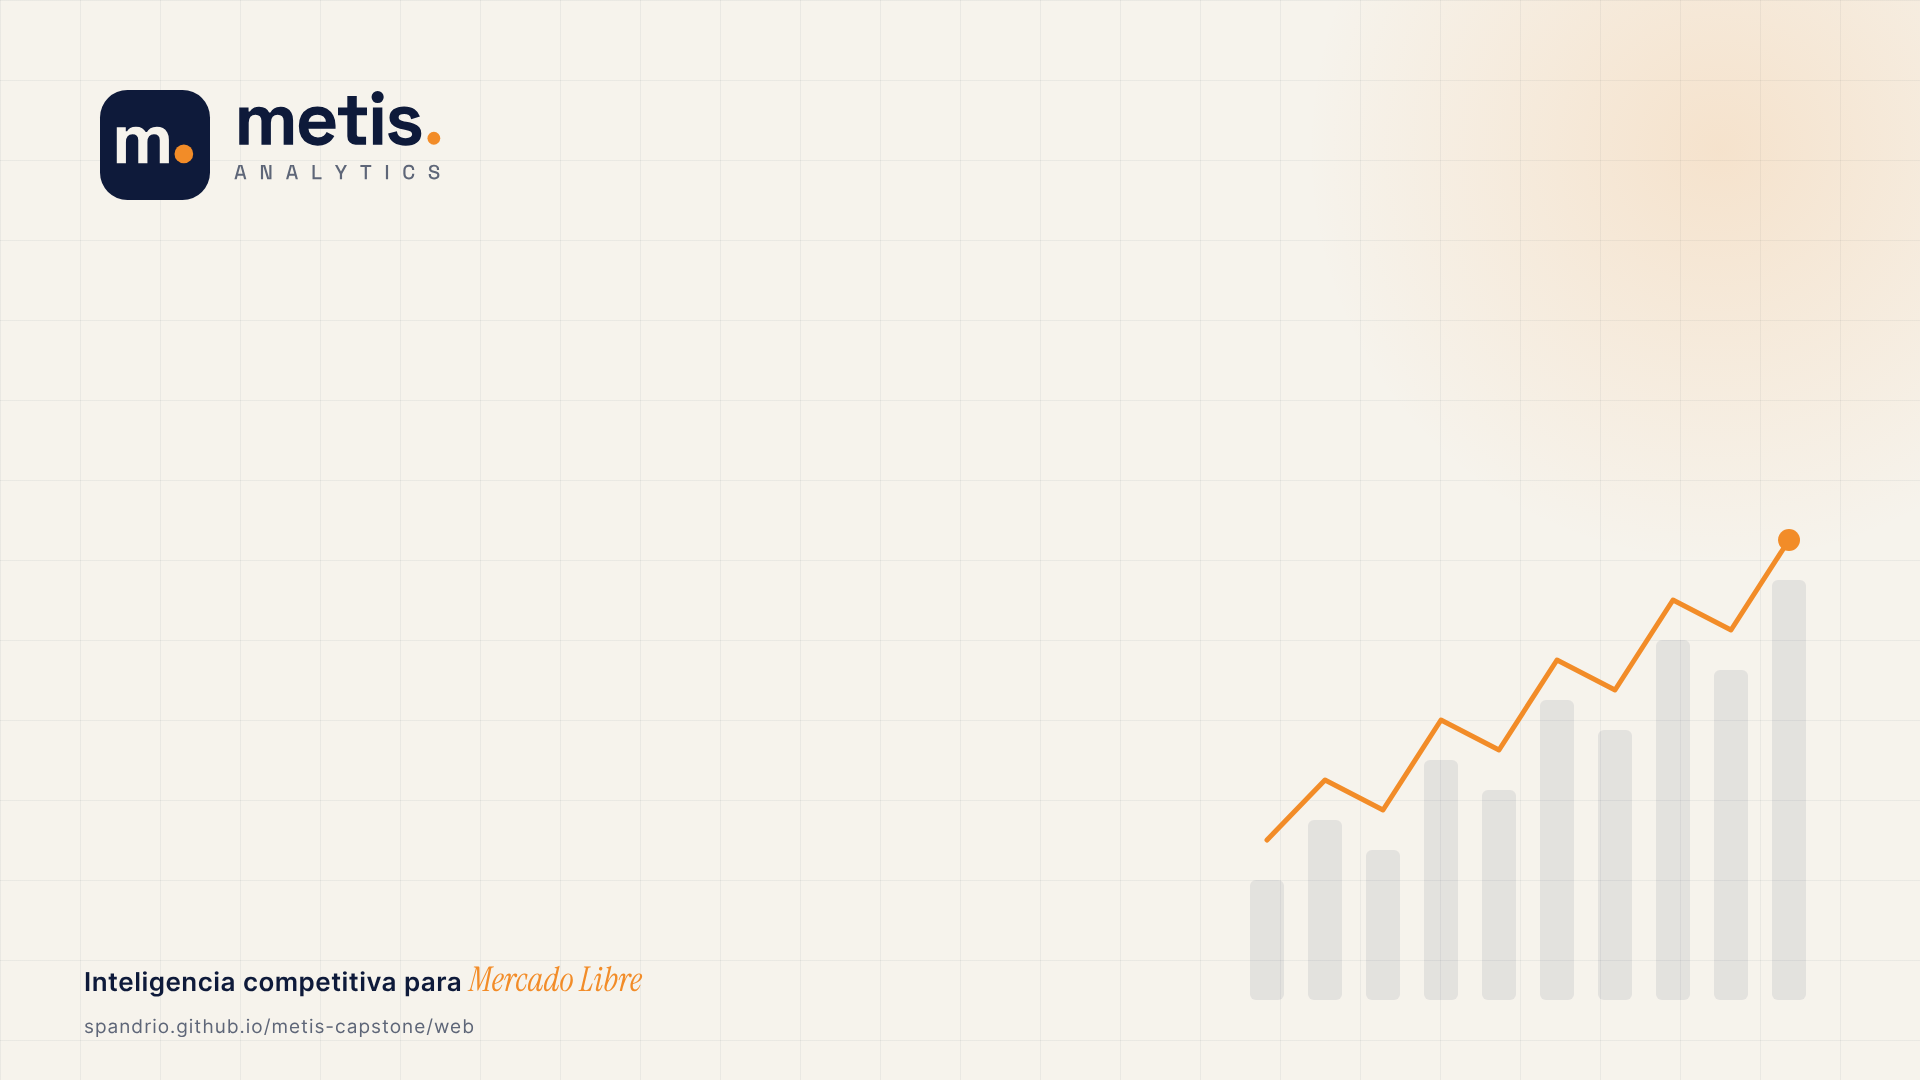 m.
metis.
ANALYTICS
Inteligencia competitiva para Mercado Libre
spandrio.github.io/metis-capstone/web